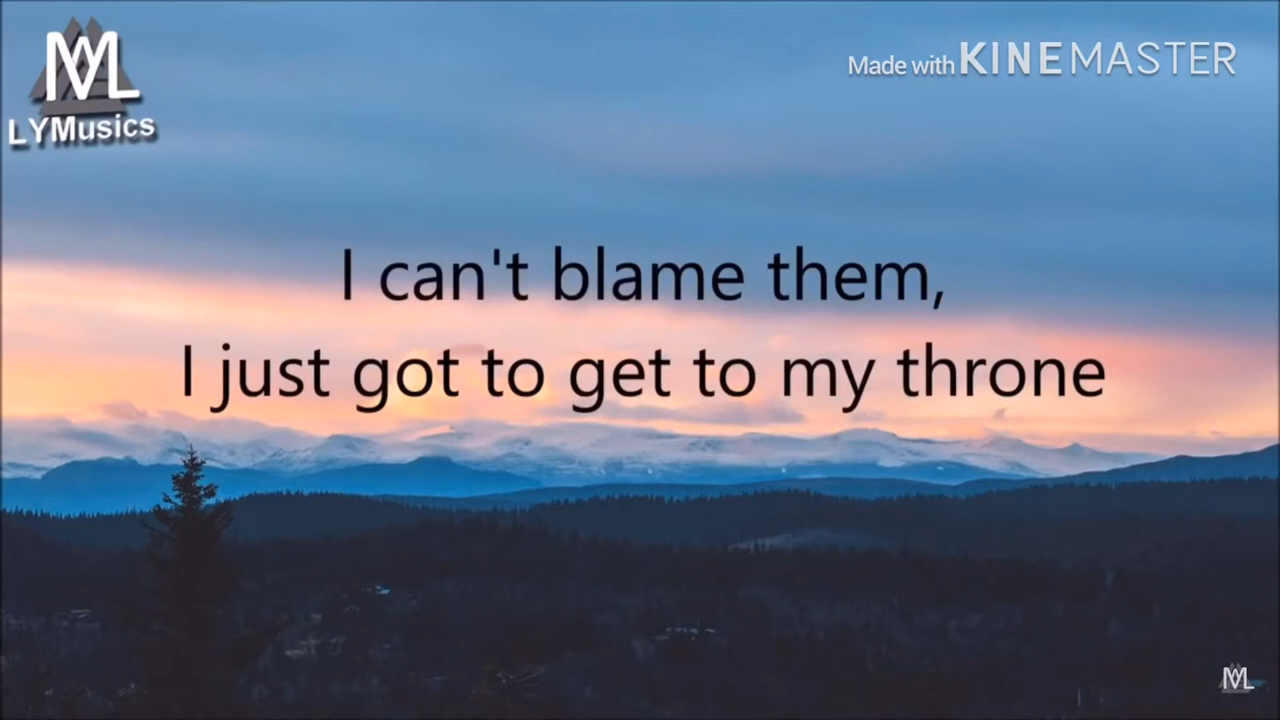 LYMusics
Made with KINEMASTER
I can't blame them,
I just got to get to my throne